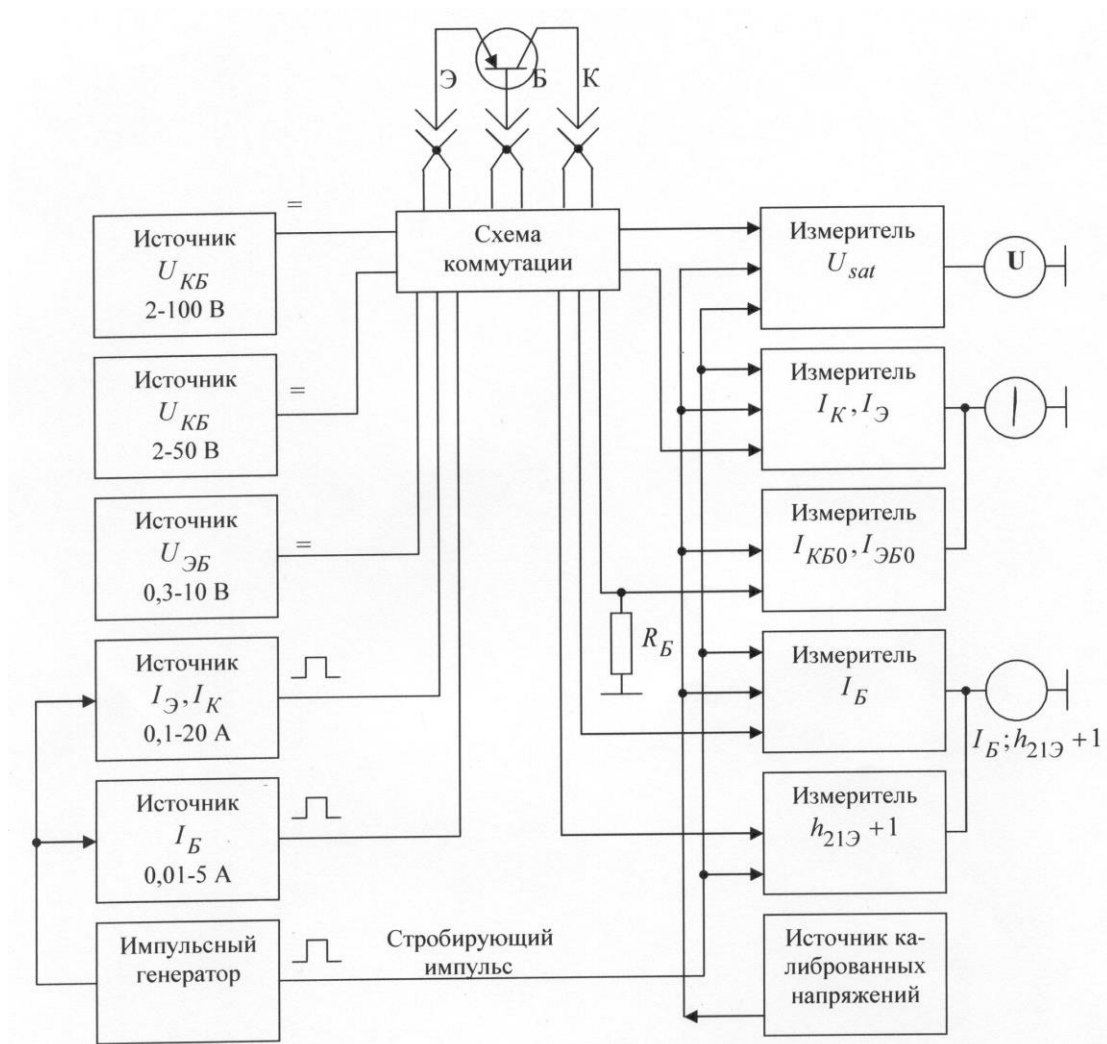 Э Б К
=
Источник
U_КБ
2-100 В
Схема
коммутации
Измеритель
U_sat
U
=
Источник
U_КБ
2-50 В
Измеритель
I_К, I_Э
=
Источник
U_ЭБ
0,3-10 В
Измеритель
I_КБ0, I_ЭБ0
R_Б
Источник
I_Э, I_К
0,1-20 А
Измеритель
I_Б
I_Б; h_21Э +1
Источник
I_Б
0,01-5 А
Измеритель
h_21Э +1
Импульсный
генератор
Стробирующий
импульс
Источник ка-
либрованных
напряжений